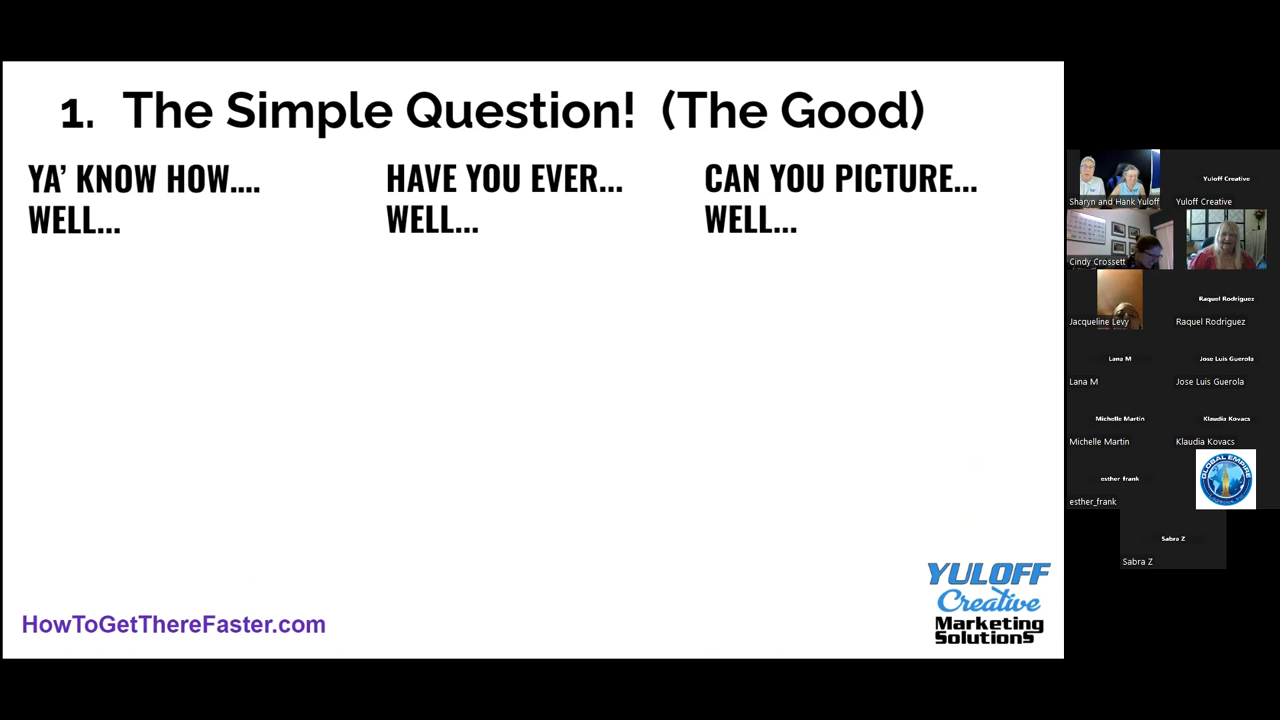 1. The Simple Question! (The Good)
YA’ KNOW HOW.... HAVE YOU EVER... CAN YOU PICTURE...
WELL... WELL... WELL...
HowToGetThereFaster.com
YULOFF
Creative
Marketing
Solutions
Sharyn and Hank Yuloff
Yuloff Creative
Yuloff Creative
Cindy Crossett
Jacqueline Levy
Raquel Rodriguez
Raquel Rodriguez
Lana M
Lana M
Jose Luis Guerola
Jose Luis Guerola
Michelle Martin
Michelle Martin
Klaudia Kovacs
Klaudia Kovacs
esther_frank
esther_frank
GLOBAL EMPIRE
Sabra Z
Sabra Z